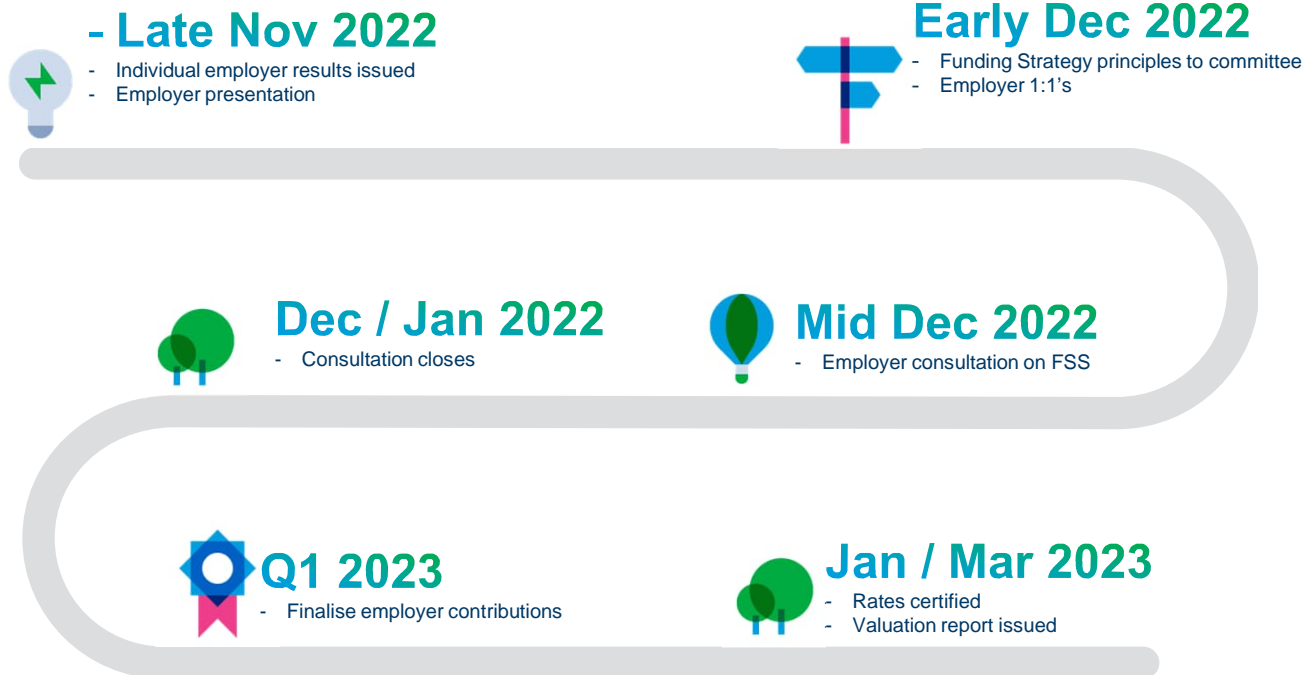 - Late Nov 2022
- Individual employer results issued
- Employer presentation
Early Dec 2022
- Funding Strategy principles to committee
- Employer 1:1's
Dec / Jan 2022
- Consultation closes
Mid Dec 2022
- Employer consultation on FSS
Q1 2023
- Finalise employer contributions
Jan / Mar 2023
- Rates certified
- Valuation report issued